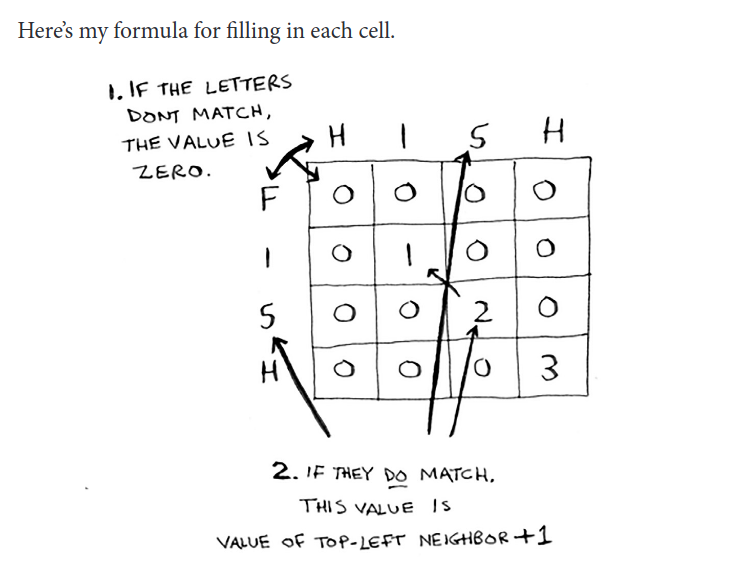 Here's my formula for filling in each cell.
1. IF THE LETTERS
DONT MATCH,
THE VALUE IS
ZERO.
H I S H
F 0 0 0 0
I 0 1 0 0
S 0 0 2 0
H 0 0 0 3
2. IF THEY DO MATCH,
THIS VALUE IS
VALUE OF TOP-LEFT NEIGHBOR +1